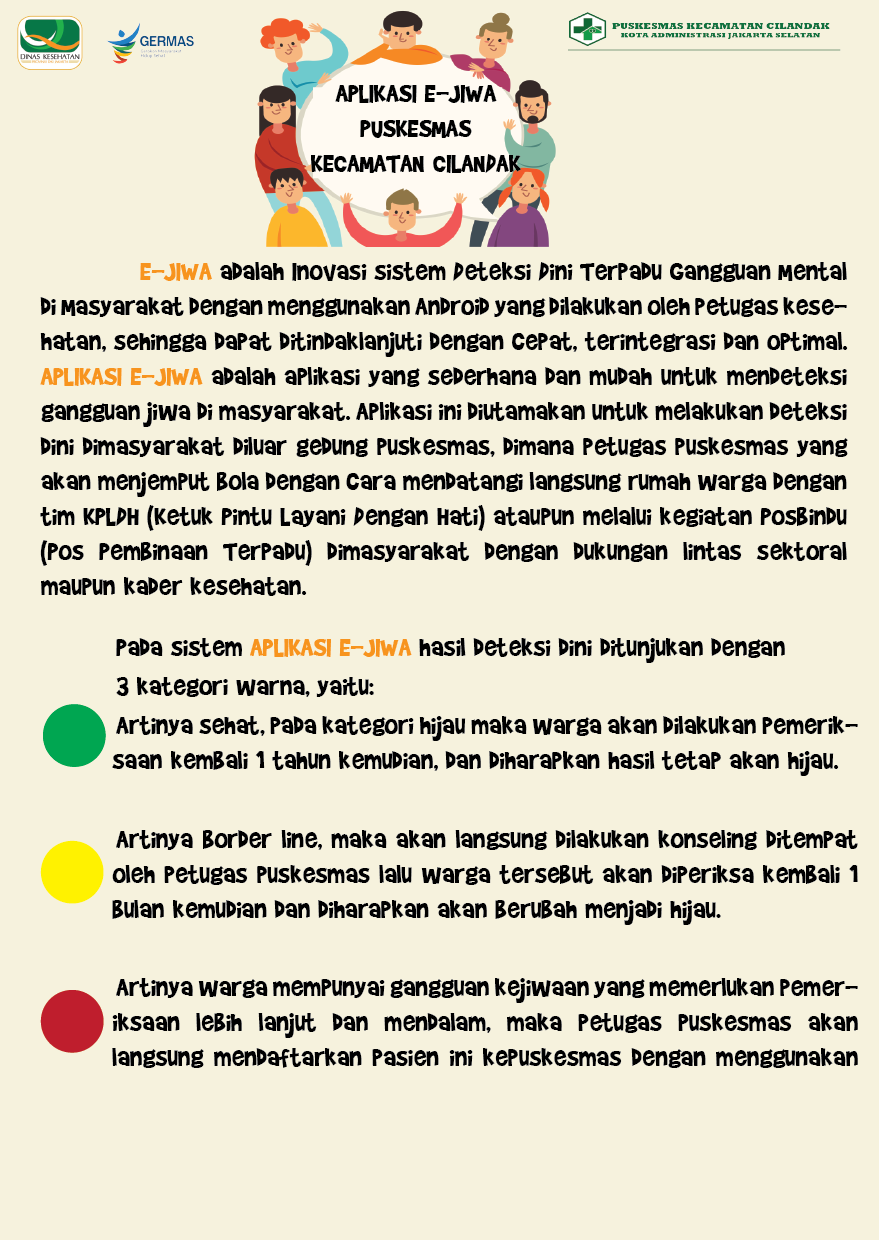 DINAS KESEHATAN
GERMAS
PUSKESMAS KECAMATAN CILANDAK
KOTA ADMINISTRASI JAKARTA SELATAN
APLIKASI E-JIWA
PUSKESMAS
KECAMATAN CILANDAK
E-JIWA adalah Inovasi sistem Deteksi Dini Terpadu Gangguan Mental
Di Masyarakat Dengan menggunakan Android yang Dilakukan oleh Petugas kese-
hatan, sehingga Dapat Ditindaklanjuti Dengan Cepat, terintegrasi Dan optimal.
APLIKASI E-JIWA adalah aplikasi yang sederhana Dan mudah untuk mendeteksi
gangguan jiwa Di masyarakat. Aplikasi ini Diutamakan untuk melakukan Deteksi
Dini Dimasyarakat Diluar gedung Puskesmas, Dimana Petugas Puskesmas yang
akan menjemput Bola Dengan Cara mendatangi langsung rumah warga Dengan
tim KPLDH (Ketuk Pintu Layani Dengan Hati) ataupun melalui kegiatan Posbindu
(Pos Pembinaan Terpadu) Dimasyarakat Dengan Dukungan lintas sektoral
maupun kader kesehatan.
Pada sistem APLIKASI E-JIWA hasil Deteksi Dini Ditunjukan Dengan
3 kategori warna, yaitu:
Artinya sehat, Pada kategori hijau maka warga akan Dilakukan Pemerik-
saan kembali 1 tahun kemudian, Dan Diharapkan hasil tetap akan hijau.
Artinya Border line, maka akan langsung Dilakukan konseling Ditempat
oleh Petugas Puskesmas lalu warga tersebut akan Diperiksa kembali 1
Bulan kemudian Dan Diharapkan akan Berubah menjadi hijau.
Artinya warga mempunyai gangguan kejiwaan yang memerlukan Pemer-
iksaan lebih lanjut Dan mendalam, maka Petugas Puskesmas akan
langsung mendaftarkan Pasien ini kepuskesmas Dengan menggunakan